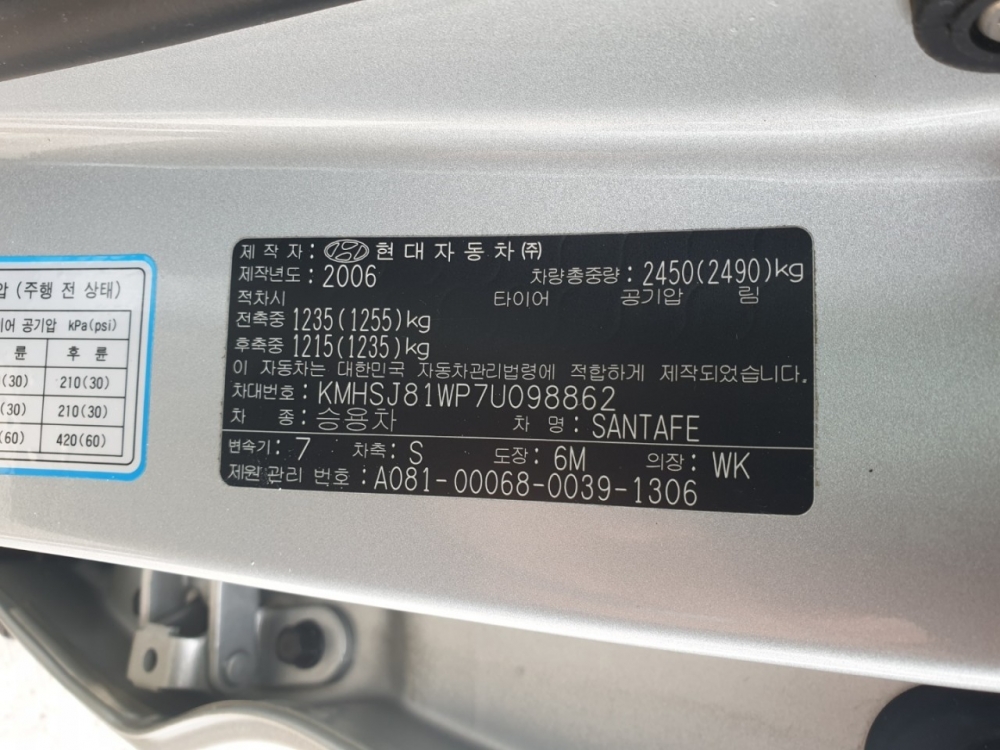 제 작 자 : 현대자동차㈜
제작년도 : 2006 차량총중량 : 2450(2490)kg
적차시 타이어 공기압 림
전축중 1235(1255)kg
후축중 1215(1235)kg
이 자동차는 대한민국 자동차관리법령에 적합하게 제작되었습니다.
차대번호 : KMHSJ81WP7U098862
차 종 : 승용차 차 명 : SANTAFE
변속기 : 7 차축 : S 도장 : 6M 의장 : WK
제원관리 번호 : A081-00068-0039-1306
압 (주행 전 상태)
이어 공기압 kPa(psi)
륜 후 륜
(30) 210(30)
(30) 210(30)
(60) 420(60)